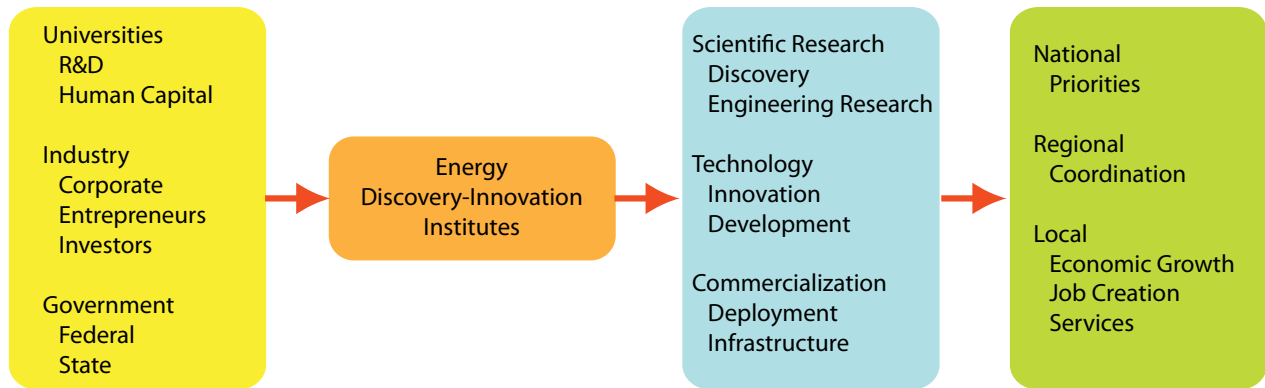 Universities
R&D
Human Capital
Industry
Corporate
Entrepreneurs
Investors
Government
Federal
State
Energy
Discovery-Innovation
Institutes
Scientific Research
Discovery
Engineering Research
Technology
Innovation
Development
Commercialization
Deployment
Infrastructure
National
Priorities
Regional
Coordination
Local
Economic Growth
Job Creation
Services